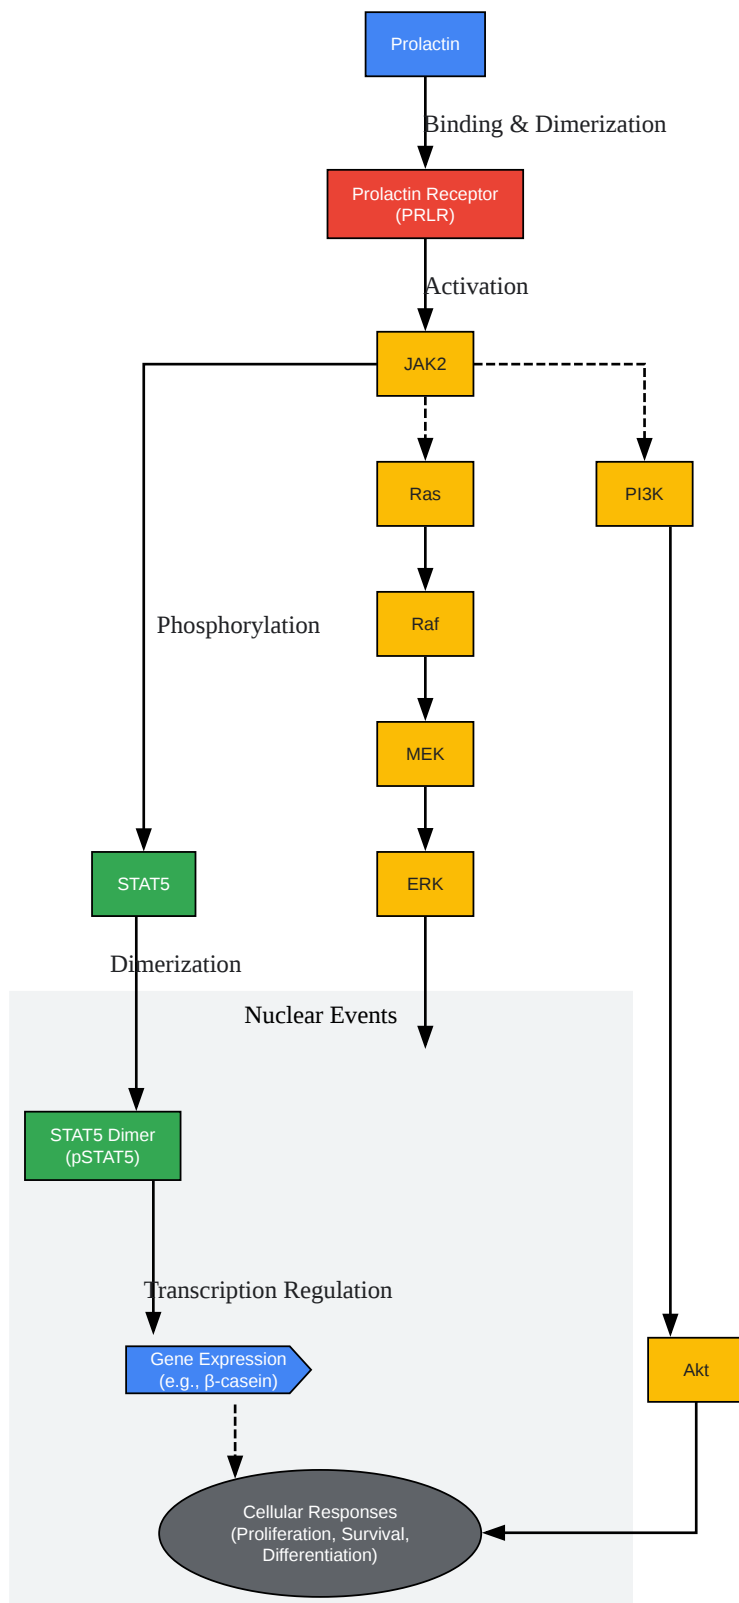 Prolactin
Binding & Dimerization
Prolactin Receptor
(PRLR)
Activation
JAK2
Ras
PI3K
Raf
Phosphorylation
MEK
STAT5
ERK
Dimerization
Nuclear Events
STAT5 Dimer
(pSTAT5)
Transcription Regulation
Gene Expression
(e.g., β-casein)
Akt
Cellular Responses
(Proliferation, Survival,
Differentiation)